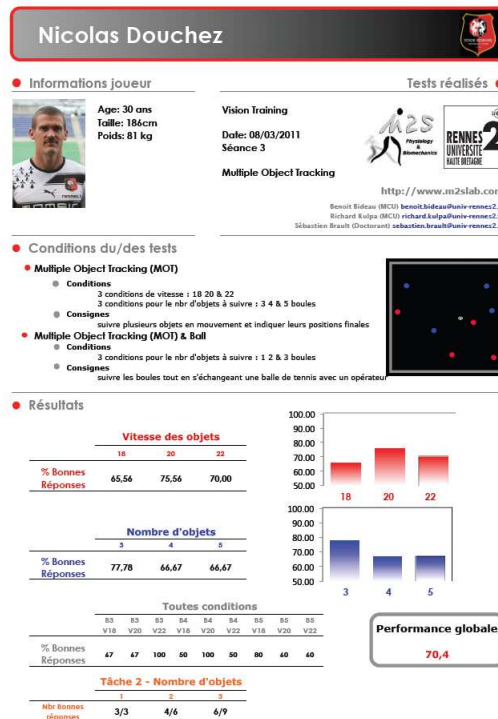 Nicolas Douchez
Informations joueur
Tests réalisés
Age: 30 ans
Taille: 186cm
Poids: 81 kg
Vision Training
Date: 08/03/2011
Séance 3
Multiple Object Tracking
M2S
Physiology
&
Biomechanics
RENNES 2
UNIVERSITE
HAUTE BRETAGNE
http://www.m2slab.com
Benoit Bideau (MCU) benoit.bideau@univ-rennes2.
Richard Kulpa (MCU) richard.kulpa@univ-rennes2.
Sébastien Brault (Doctorant) sebastien.brault@univ-rennes2.
Conditions du/des tests
Multiple Object Tracking (MOT)
Conditions
3 conditions de vitesse : 18 20 & 22
3 conditions pour le nbr d'objets à suivre : 3 4 & 5 boules
Consignes
suivre plusieurs objets en mouvement et indiquer leurs positions finales
Multiple Object Tracking (MOT) & Ball
Conditions
3 conditions pour le nbr d'objets à suivre : 1 2 & 3 boules
Consignes
suivre les boules tout en s'échangeant une balle de tennis avec un opérateur
Résultats
Vitesse des objets
18 20 22
% Bonnes
Réponses
65,56 75,56 70,00
100.00
90.00
80.00
70.00
60.00
50.00
18 20 22
Nombre d'objets
3 4 5
% Bonnes
Réponses
77,78 66,67 66,67
100.00
90.00
80.00
70.00
60.00
50.00
3 4 5
Toutes conditions
B3 B3 B3 B4 B4 B4 B5 B5 B5
V18 V20 V22 V18 V20 V22 V18 V20 V22
% Bonnes
Réponses
67 67 100 50 100 50 80 60 60
Performance globale
70,4
Tâche 2 - Nombre d'objets
1 2 3
Nbr Bonnes
réponses
3/3 4/6 6/9